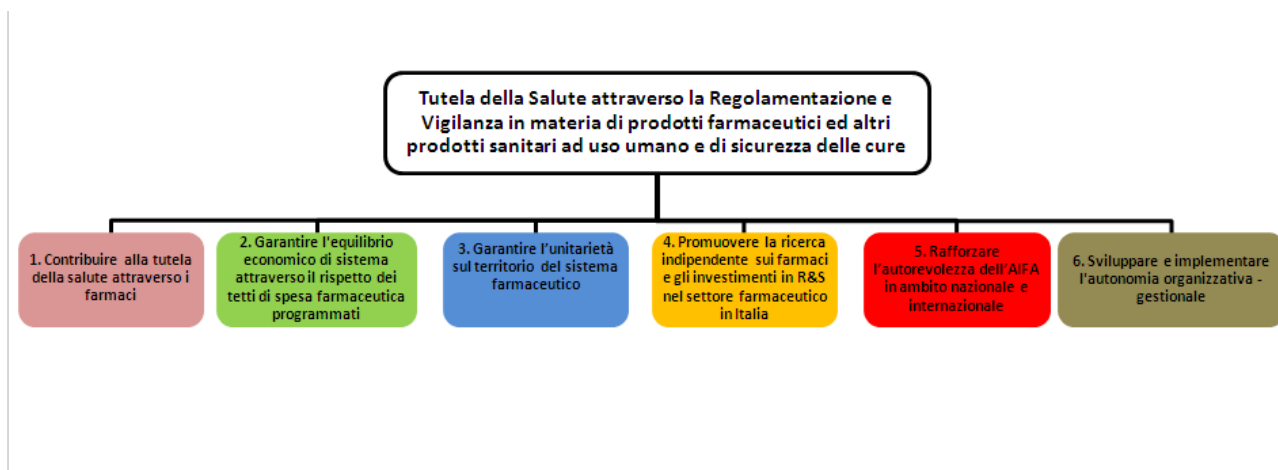 Tutela della Salute attraverso la Regolamentazione e
Vigilanza in materia di prodotti farmaceutici ed altri
prodotti sanitari ad uso umano e di sicurezza delle cure
1. Contribuire alla tutela
della salute attraverso i
farmaci
2. Garantire l'equilibrio
economico di sistema
attraverso il rispetto dei
tetti di spesa farmaceutica
programmati
3. Garantire l’unitarietà
sul territorio del sistema
farmaceutico
4. Promuovere la ricerca
indipendente sui farmaci
e gli investimenti in R&S
nel settore farmaceutico
in Italia
5. Rafforzare
l’autorevolezza dell’AIFA
in ambito nazionale e
internazionale
6. Sviluppare e implementare
l'autonomia organizzativa -
gestionale